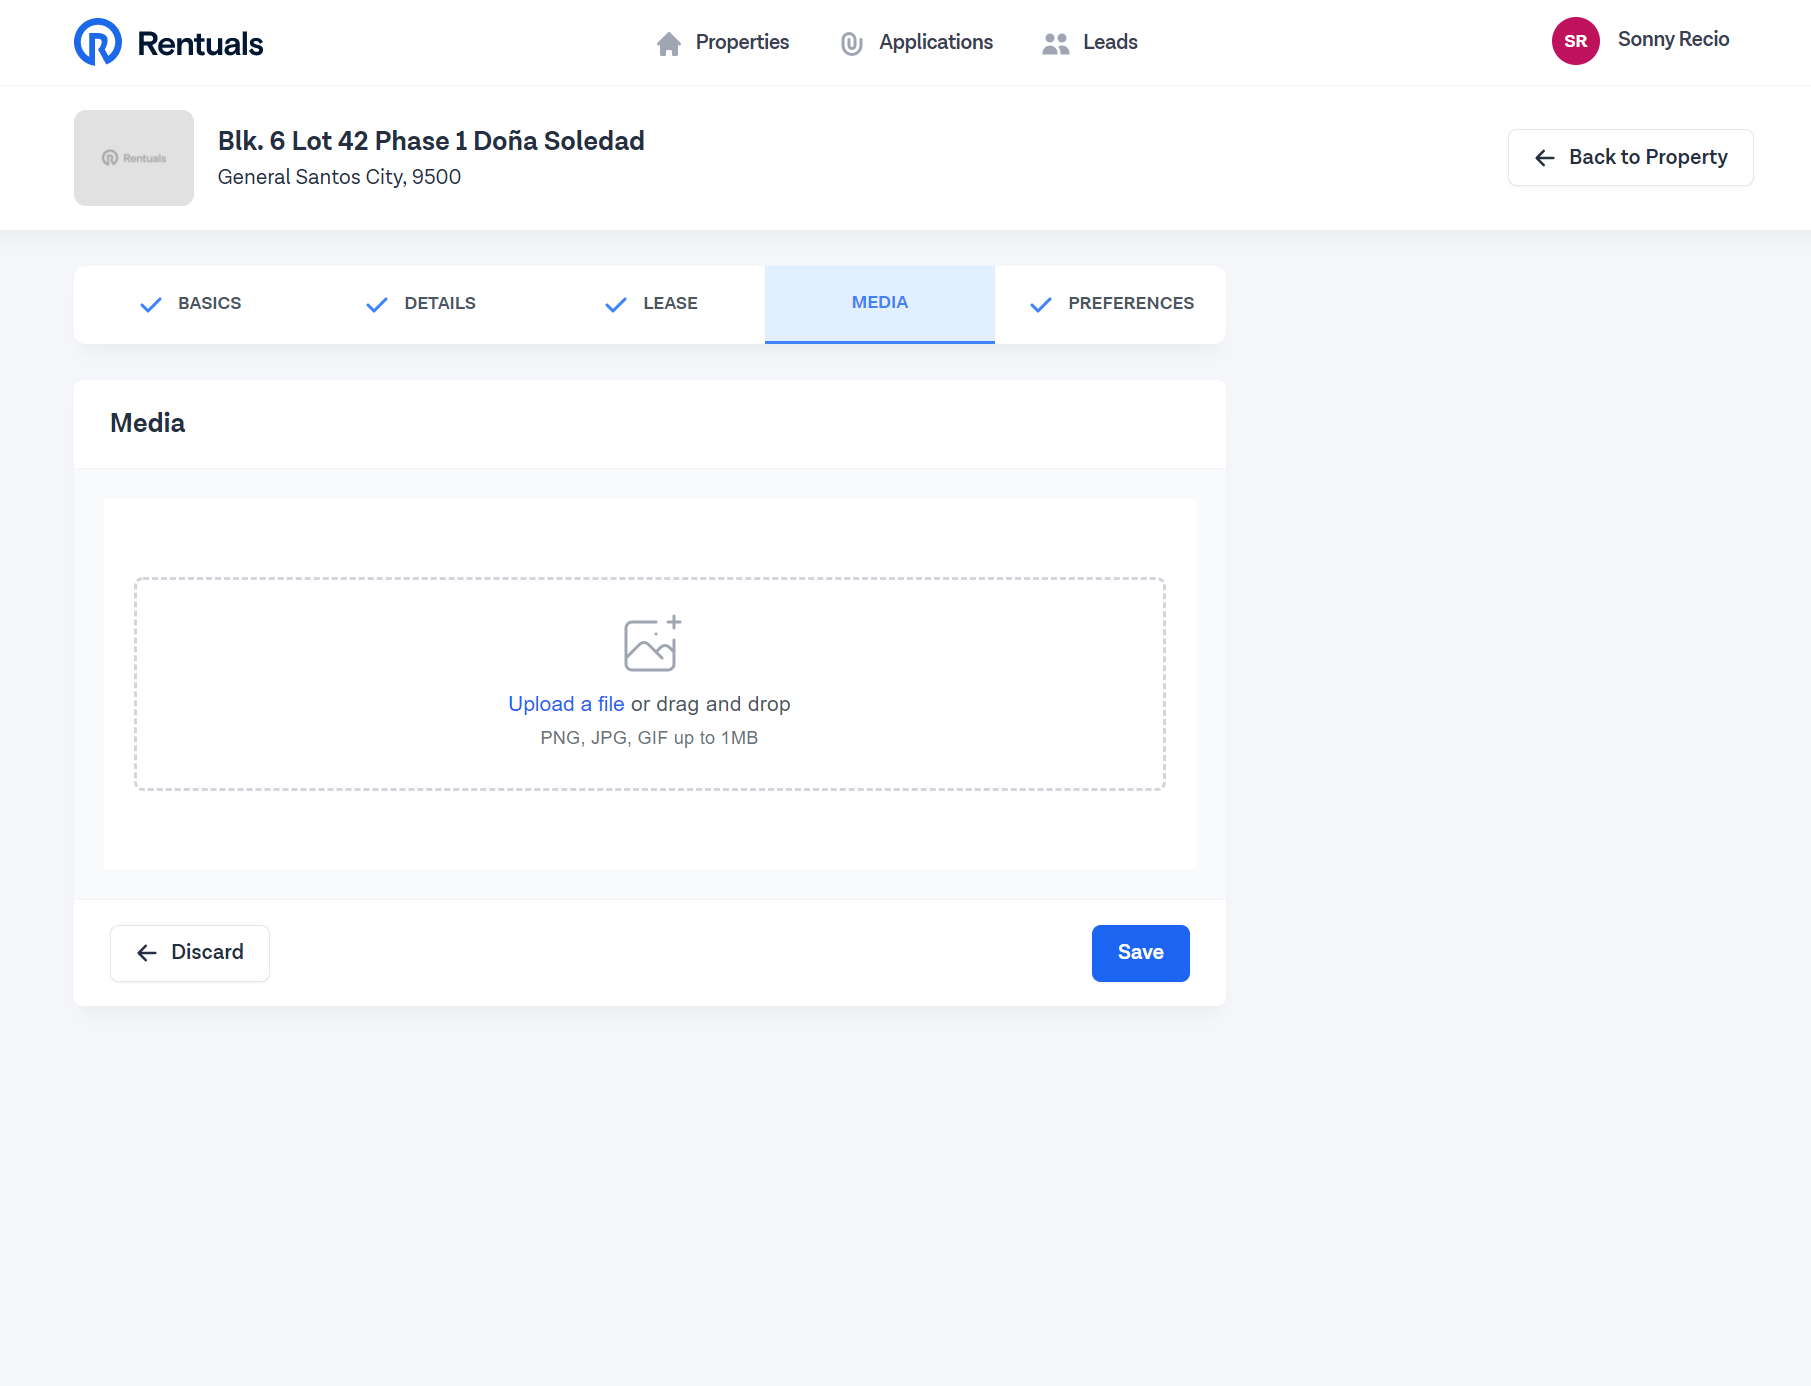 Rentuals
Properties
Applications
Leads
SR
Sonny Recio
Rentuals
Blk. 6 Lot 42 Phase 1 Doña Soledad
General Santos City, 9500
Back to Property
BASICS
DETAILS
LEASE
MEDIA
PREFERENCES
Media
Upload a file or drag and drop
PNG, JPG, GIF up to 1MB
Discard
Save